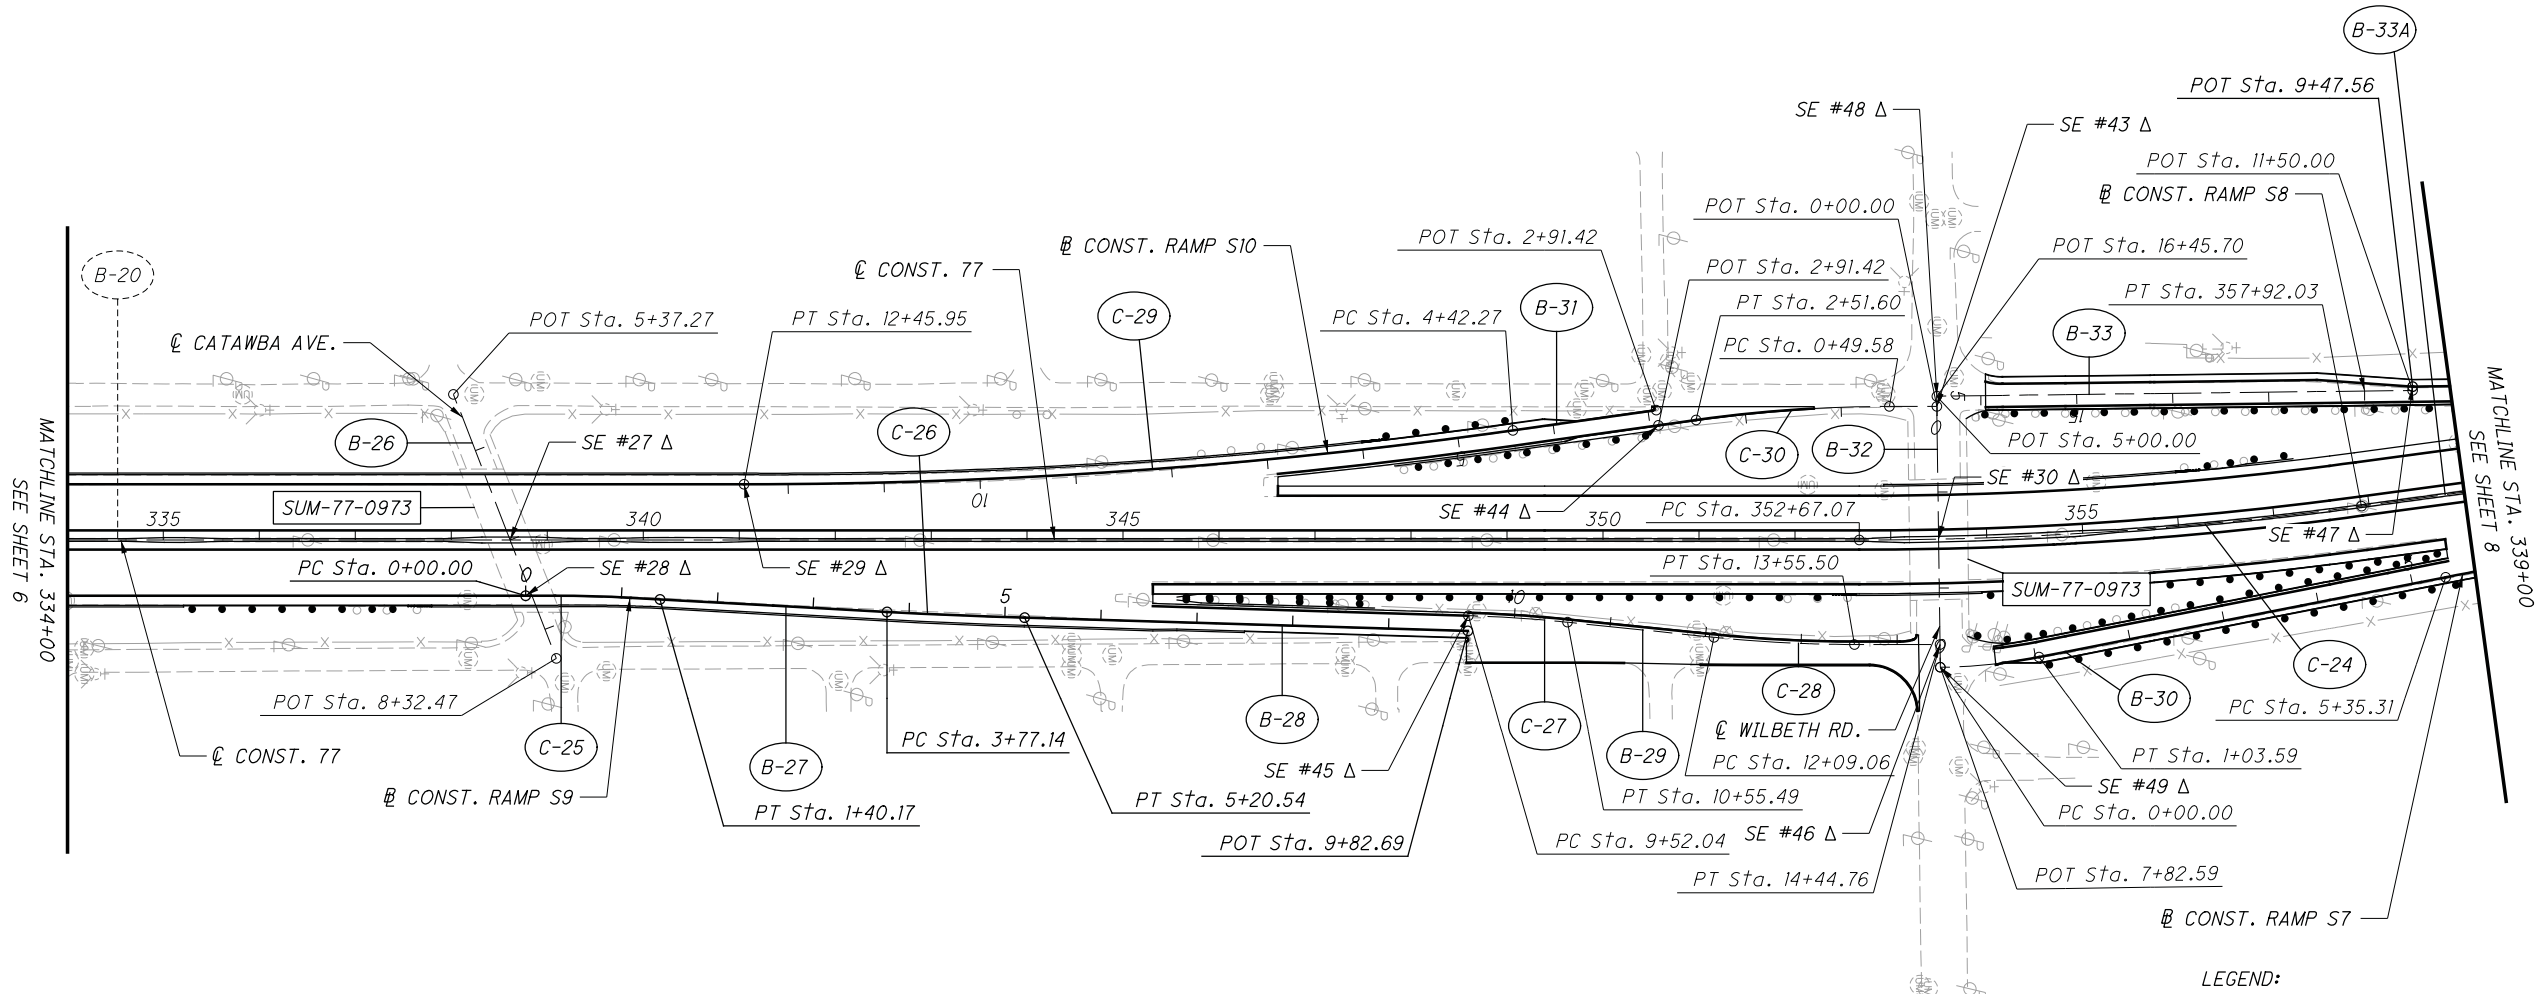 B-33A
POT Sta. 9+47.56
SE #48 Δ
SE #43 Δ
POT Sta. 11+50.00
℄ CONST. RAMP S8
POT Sta. 0+00.00
POT Sta. 2+91.42
℄ CONST. RAMP S10
℄ CONST. 77
POT Sta. 16+45.70
POT Sta. 2+91.42
B-20
PT Sta. 357+92.03
PT Sta. 2+51.60
B-31
C-29
POT Sta. 5+37.27
PT Sta. 12+45.95
PC Sta. 4+42.27
B-33
℄ CATAWBA AVE.
PC Sta. 0+49.58
5
0
15
C-26
B-26
SE #27 Δ
POT Sta. 5+00.00
C-30
B-32
5
SE #30 Δ
10
SUM-77-0973
SE #44 Δ
PC Sta. 352+67.07
335
340
345
350
355
SE #47 Δ
MATCHLINE STA. 334+00
SEE SHEET 6
MATCHLINE STA. 339+00
SEE SHEET 8
PC Sta. 0+00.00
0
SE #28 Δ
SE #29 Δ
PT Sta. 13+55.50
SUM-77-0973
5
10
0
C-24
POT Sta. 8+32.47
C-28
B-30
PC Sta. 5+35.31
B-28
C-27
℄ WILBETH RD.
C-25
PC Sta. 3+77.14
℄ CONST. 77
B-29
PC Sta. 12+09.06
PT Sta. 1+03.59
B-27
SE #45 Δ
SE #49 Δ
℄ CONST. RAMP S9
PT Sta. 5+20.54
PT Sta. 10+55.49
PT Sta. 1+40.17
PC Sta. 0+00.00
POT Sta. 9+82.69
PC Sta. 9+52.04
SE #46 Δ
PT Sta. 14+44.76
POT Sta. 7+82.59
℄ CONST. RAMP S7
LEGEND: